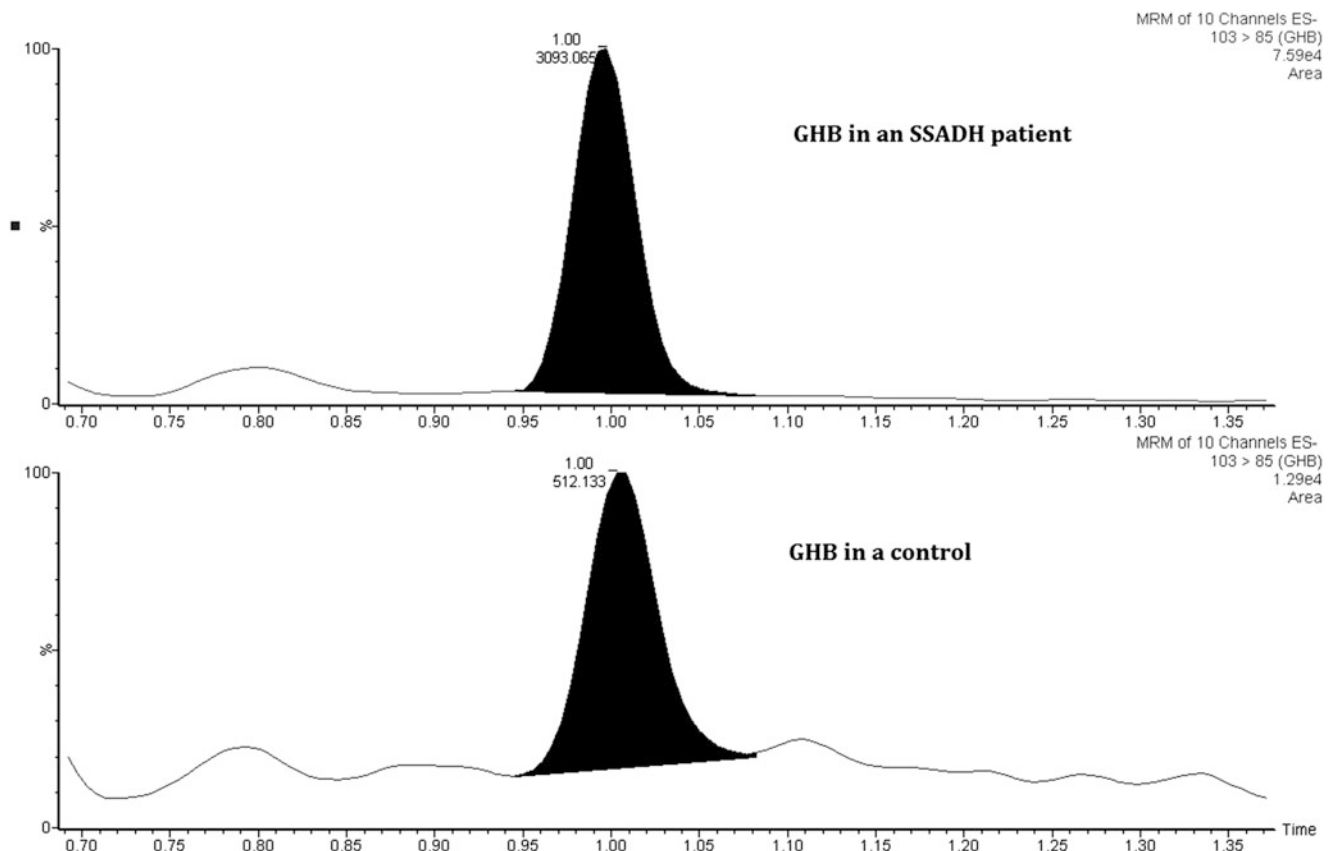 MRM of 10 Channels ES-
103 > 85 (GHB)
7.59e4
Area
1.00
3093.065
100
GHB in an SSADH patient
%
0
0.70 0.75 0.80 0.85 0.90 0.95 1.00 1.05 1.10 1.15 1.20 1.25 1.30 1.35
MRM of 10 Channels ES-
103 > 85 (GHB)
1.29e4
Area
1.00
512.133
100
GHB in a control
%
0
Time
0.70 0.75 0.80 0.85 0.90 0.95 1.00 1.05 1.10 1.15 1.20 1.25 1.30 1.35